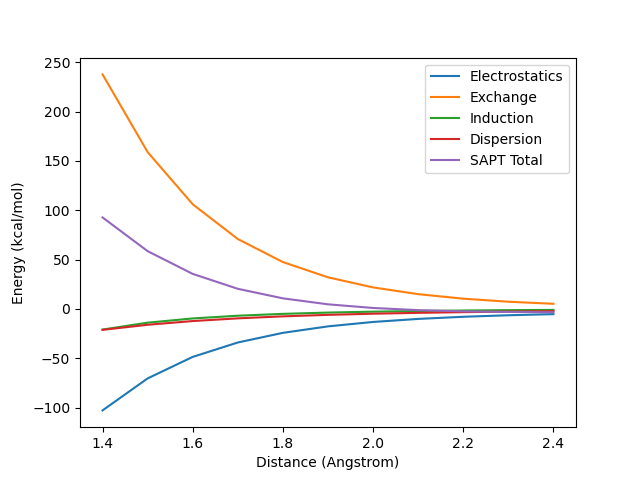 Energy (kcal/mol)
250
200
150
100
50
0
−50
−100
Electrostatics
Exchange
Induction
Dispersion
SAPT Total
1.4 1.6 1.8 2.0 2.2 2.4
Distance (Angstrom)